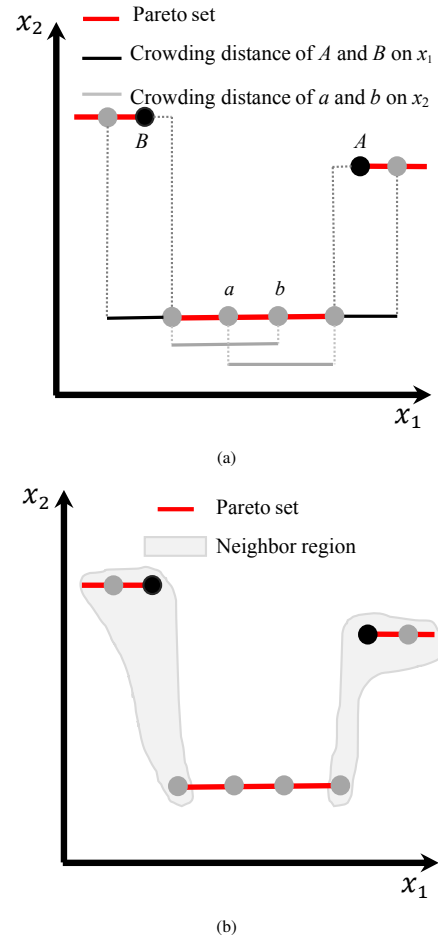 x₂
Pareto set
Crowding distance of A and B on x₁
Crowding distance of a and b on x₂
B
A
a
b
x₁
(a)
x₂
Pareto set
Neighbor region
x₁
(b)